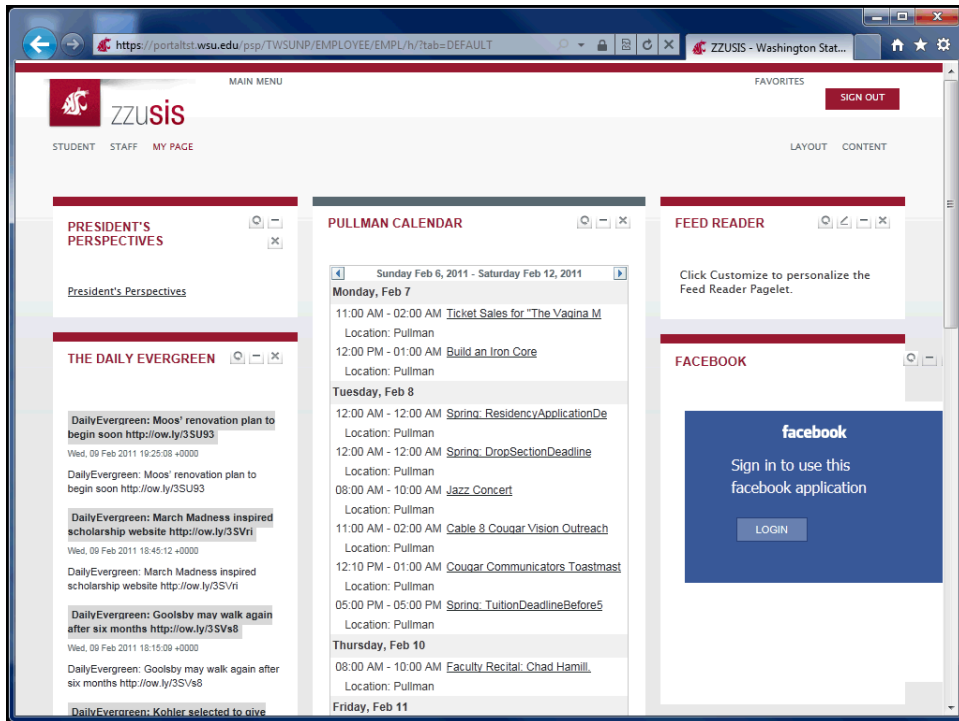 https://portaltst.wsu.edu/psp/TWSUNP/EMPLOYEE/EMPL/h/?tab=DEFAULT
ZZUSIS - Washington Stat...
MAIN MENU
FAVORITES
SIGN OUT
zzusis
STUDENT STAFF MY PAGE
LAYOUT CONTENT
PRESIDENT'S
PERSPECTIVES
President's Perspectives
THE DAILY EVERGREEN
DailyEvergreen: Moos' renovation plan to
begin soon http://ow.ly/3SU93
Wed, 09 Feb 2011 19:25:08 +0000
DailyEvergreen: Moos' renovation plan to
begin soon http://ow.ly/3SU93
DailyEvergreen: March Madness inspired
scholarship website http://ow.ly/3SVri
Wed, 09 Feb 2011 18:45:12 +0000
DailyEvergreen: March Madness inspired
scholarship website http://ow.ly/3SVri
DailyEvergreen: Goolsby may walk again
after six months http://ow.ly/3SVs8
Wed, 09 Feb 2011 18:15:09 +0000
DailyEvergreen: Goolsby may walk again after
six months http://ow.ly/3SVs8
DailyEvergreen: Kohler selected to give
PULLMAN CALENDAR
Sunday Feb 6, 2011 - Saturday Feb 12, 2011
Monday, Feb 7
11:00 AM - 02:00 AM Ticket Sales for "The Vagina M
Location: Pullman
12:00 PM - 01:00 AM Build an Iron Core
Location: Pullman
Tuesday, Feb 8
12:00 AM - 12:00 AM Spring: ResidencyApplicationDe
Location: Pullman
12:00 AM - 12:00 AM Spring: DropSectionDeadline
Location: Pullman
08:00 AM - 10:00 AM Jazz Concert
Location: Pullman
11:00 AM - 02:00 AM Cable 8 Cougar Vision Outreach
Location: Pullman
12:10 PM - 01:00 AM Cougar Communicators Toastmast
Location: Pullman
05:00 PM - 05:00 PM Spring: TuitionDeadlineBefore5
Location: Pullman
Thursday, Feb 10
08:00 AM - 10:00 AM Faculty Recital: Chad Hamill,
Location: Pullman
Friday, Feb 11
FEED READER
Click Customize to personalize the
Feed Reader Pagelet.
FACEBOOK
facebook
Sign in to use this
facebook application
LOGIN